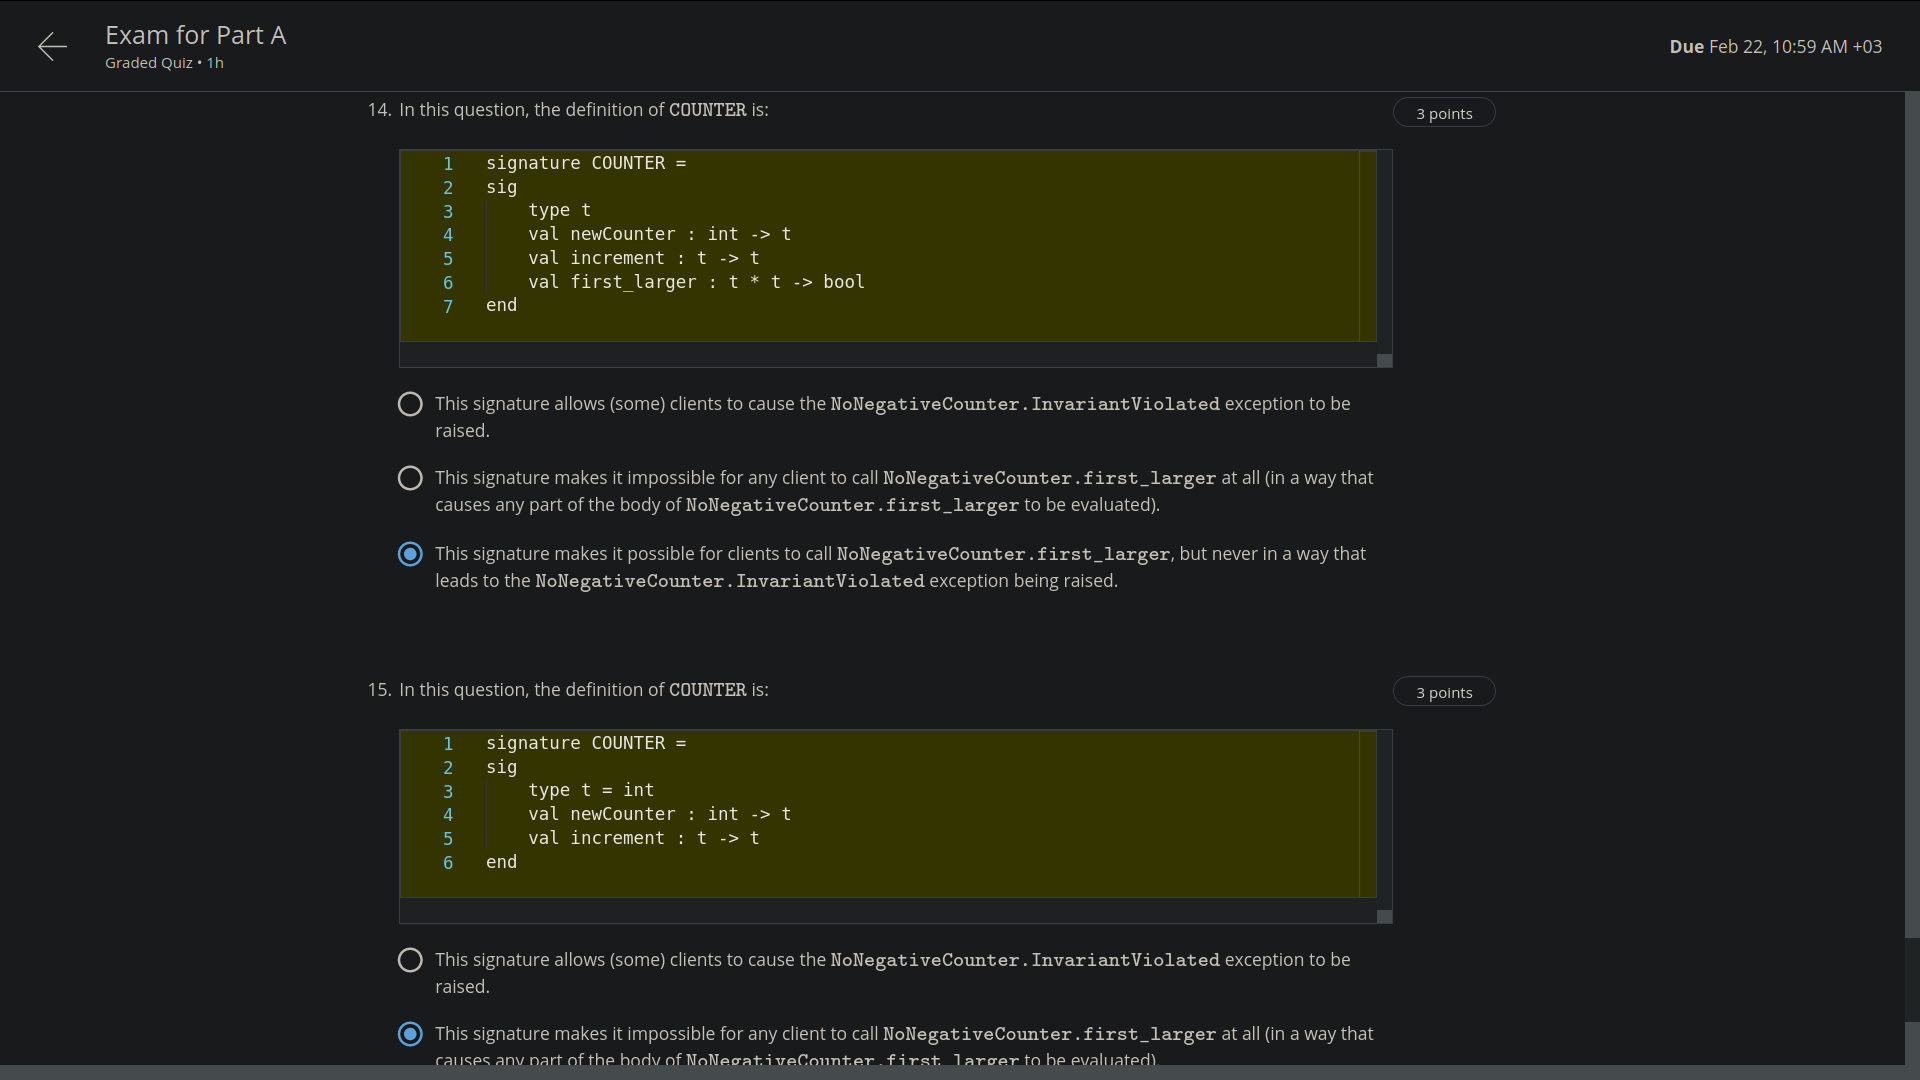 Exam for Part A
Graded Quiz • 1h
Due Feb 22, 10:59 AM +03
14. In this question, the definition of COUNTER is:
3 points
1 signature COUNTER =
2 sig
3     type t
4     val newCounter : int -> t
5     val increment : t -> t
6     val first_larger : t * t -> bool
7 end
This signature allows (some) clients to cause the NoNegativeCounter.InvariantViolated exception to be
raised.
This signature makes it impossible for any client to call NoNegativeCounter.first_larger at all (in a way that
causes any part of the body of NoNegativeCounter.first_larger to be evaluated).
This signature makes it possible for clients to call NoNegativeCounter.first_larger, but never in a way that
leads to the NoNegativeCounter.InvariantViolated exception being raised.
15. In this question, the definition of COUNTER is:
3 points
1 signature COUNTER =
2 sig
3     type t = int
4     val newCounter : int -> t
5     val increment : t -> t
6 end
This signature allows (some) clients to cause the NoNegativeCounter.InvariantViolated exception to be
raised.
This signature makes it impossible for any client to call NoNegativeCounter.first_larger at all (in a way that
causes any part of the body of NoNegativeCounter.first_larger to be evaluated).